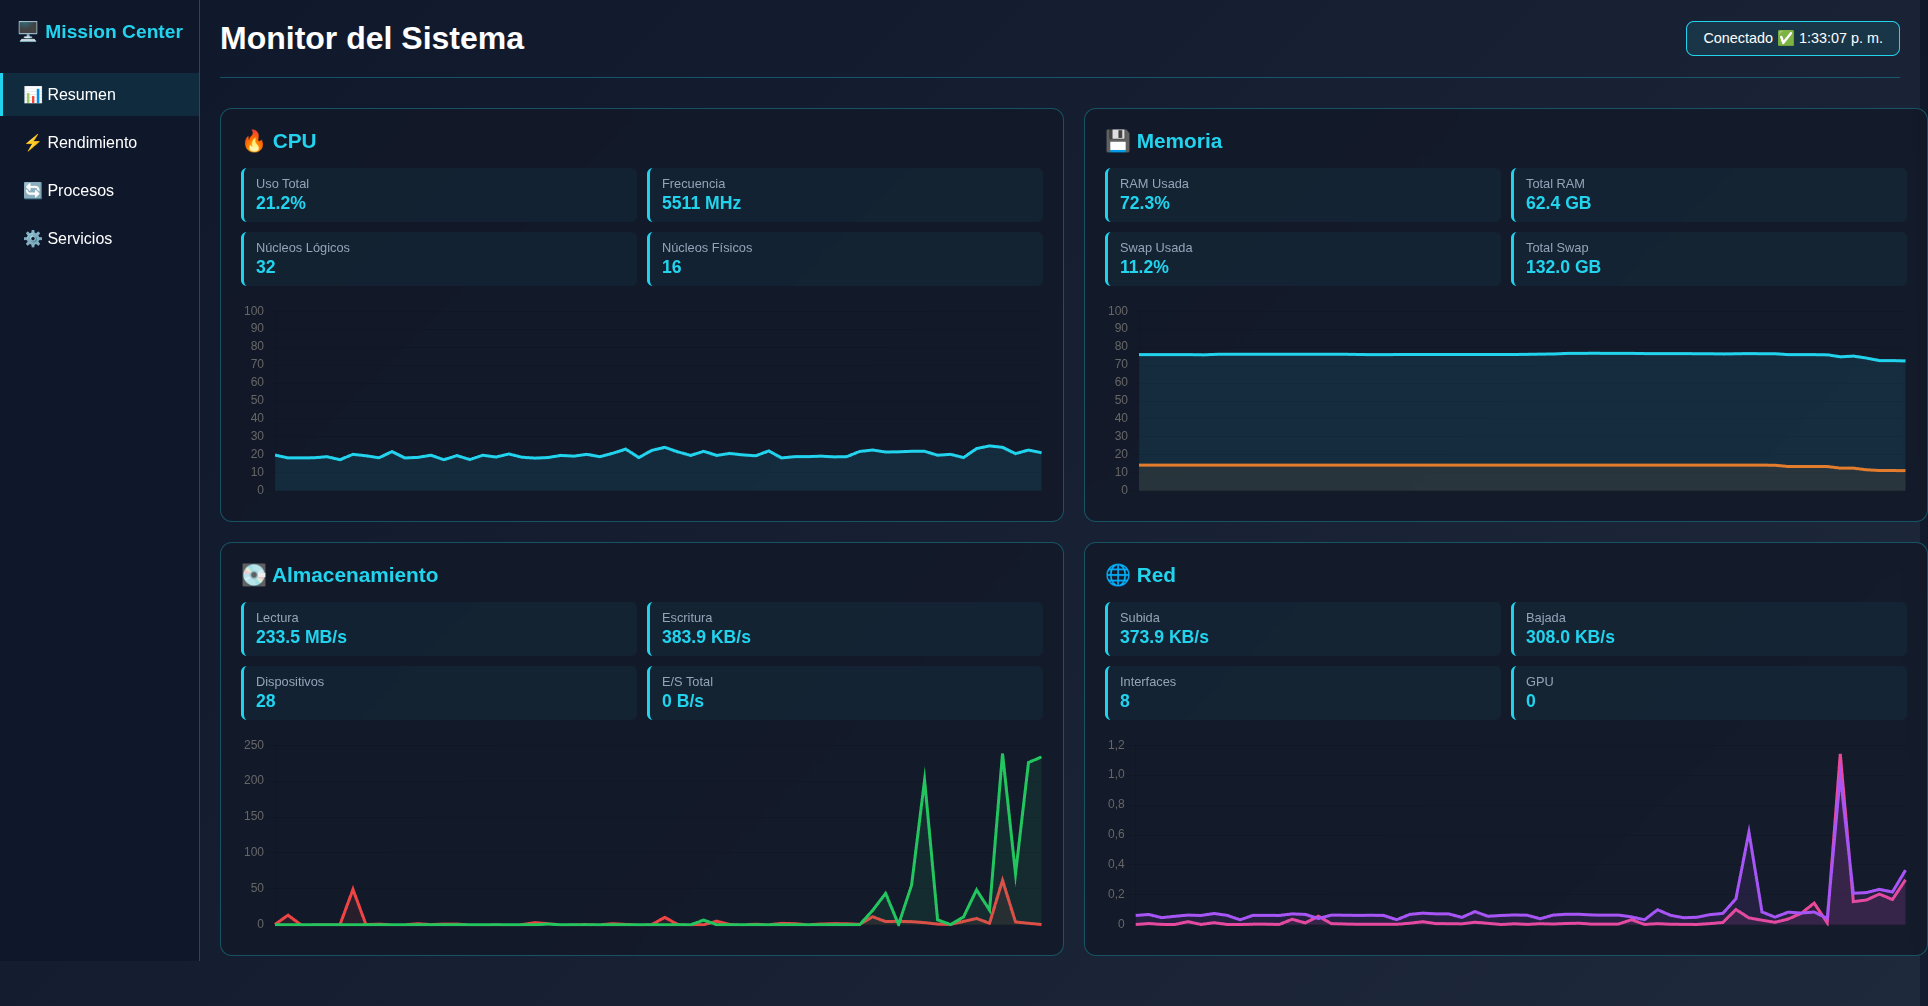 🖥️ Mission Center
📊 Resumen
⚡ Rendimiento
🔄 Procesos
⚙️ Servicios
Monitor del Sistema
Conectado ✅ 1:33:07 p. m.
🔥 CPU
Uso Total
21.2%
Frecuencia
5511 MHz
Núcleos Lógicos
32
Núcleos Físicos
16
100
90
80
70
60
50
40
30
20
10
0
💾 Memoria
RAM Usada
72.3%
Total RAM
62.4 GB
Swap Usada
11.2%
Total Swap
132.0 GB
100
90
80
70
60
50
40
30
20
10
0
💽 Almacenamiento
Lectura
233.5 MB/s
Escritura
383.9 KB/s
Dispositivos
28
E/S Total
0 B/s
250
200
150
100
50
0
🌐 Red
Subida
373.9 KB/s
Bajada
308.0 KB/s
Interfaces
8
GPU
0
1,2
1,0
0,8
0,6
0,4
0,2
0